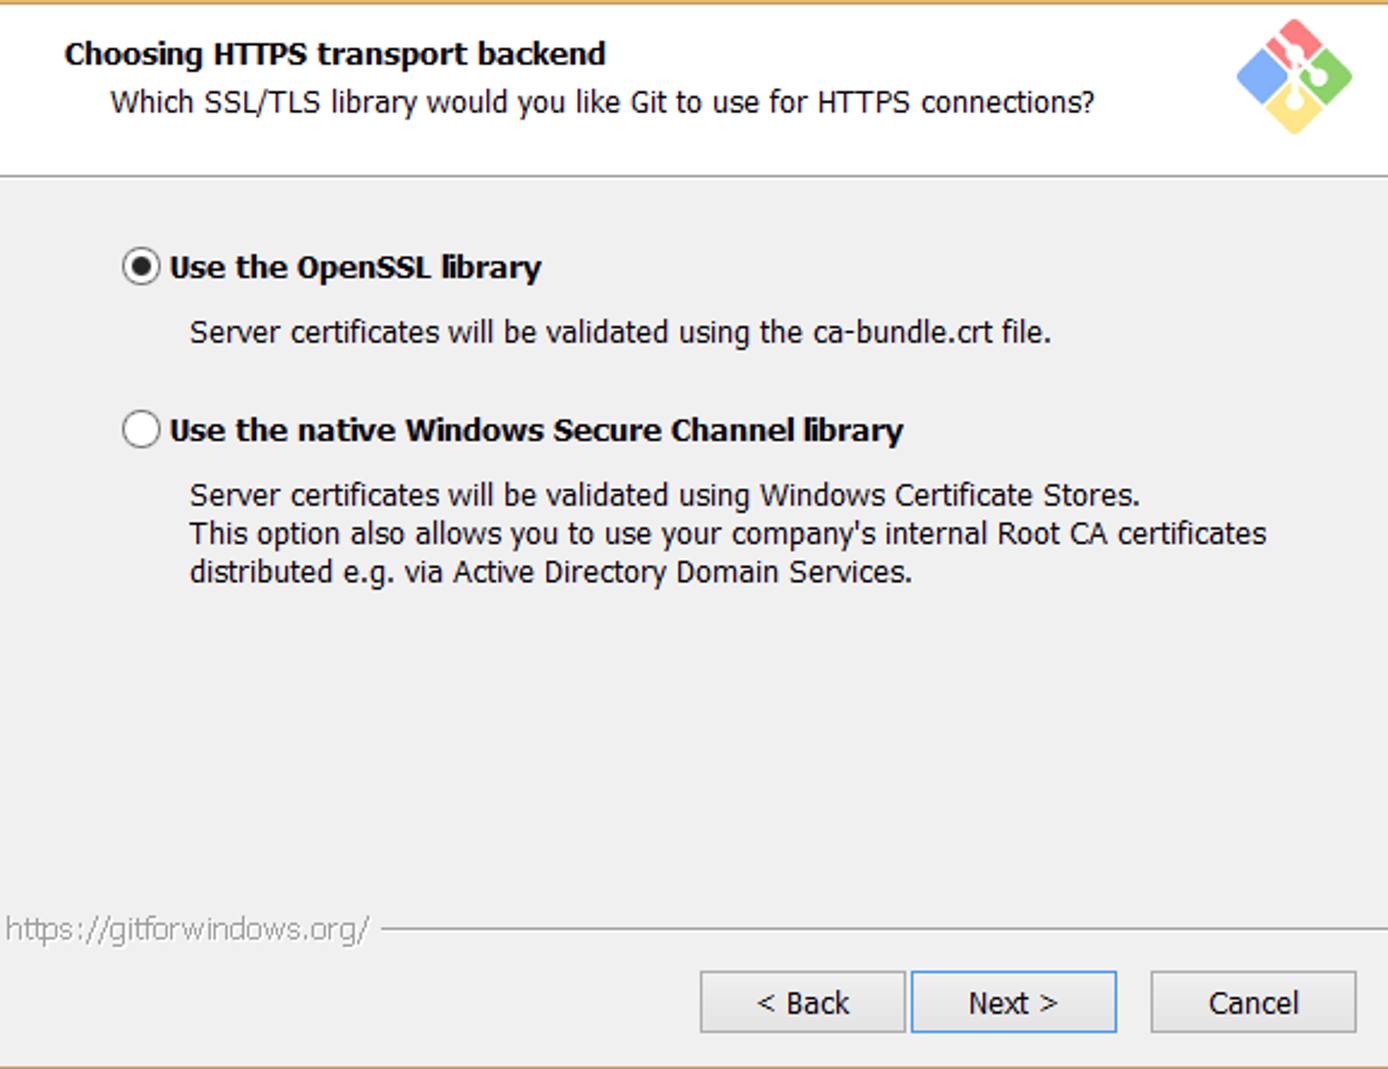 Choosing HTTPS transport backend
Which SSL/TLS library would you like Git to use for HTTPS connections?
Use the OpenSSL library
Server certificates will be validated using the ca-bundle.crt file.
Use the native Windows Secure Channel library
Server certificates will be validated using Windows Certificate Stores.
This option also allows you to use your company's internal Root CA certificates
distributed e.g. via Active Directory Domain Services.
https://gitforwindows.org/
< Back
Next >
Cancel